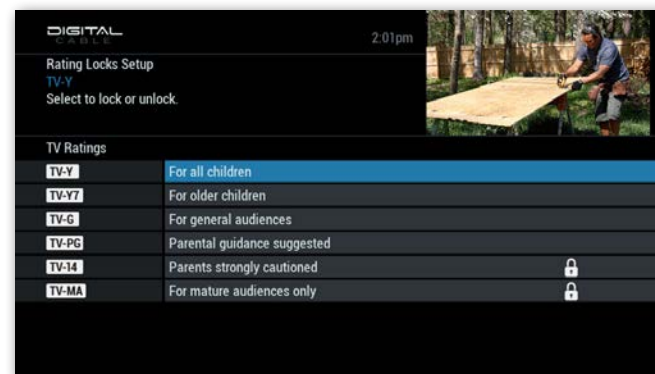 DIGITAL
CABLE
2:01pm
Rating Locks Setup
TV-Y
Select to lock or unlock.
TV Ratings
TV-Y For all children
TV-Y7 For older children
TV-G For general audiences
TV-PG Parental guidance suggested
TV-14 Parents strongly cautioned
TV-MA For mature audiences only